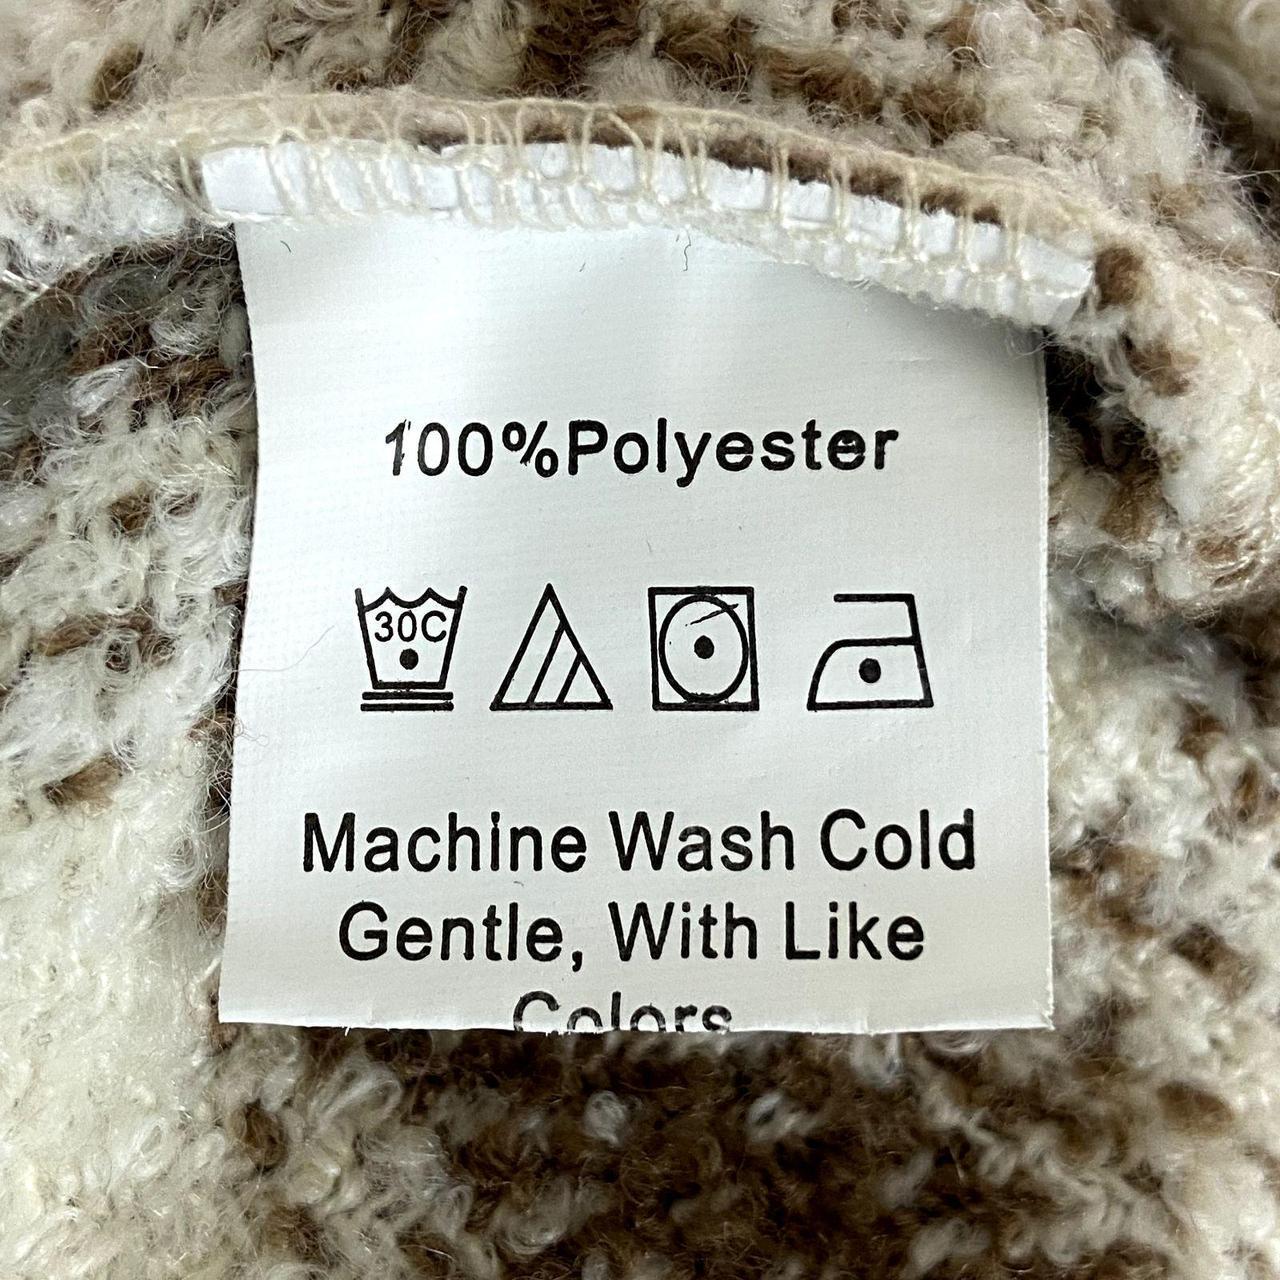 100%Polyester
30C
Machine Wash Cold
Gentle, With Like
Colors